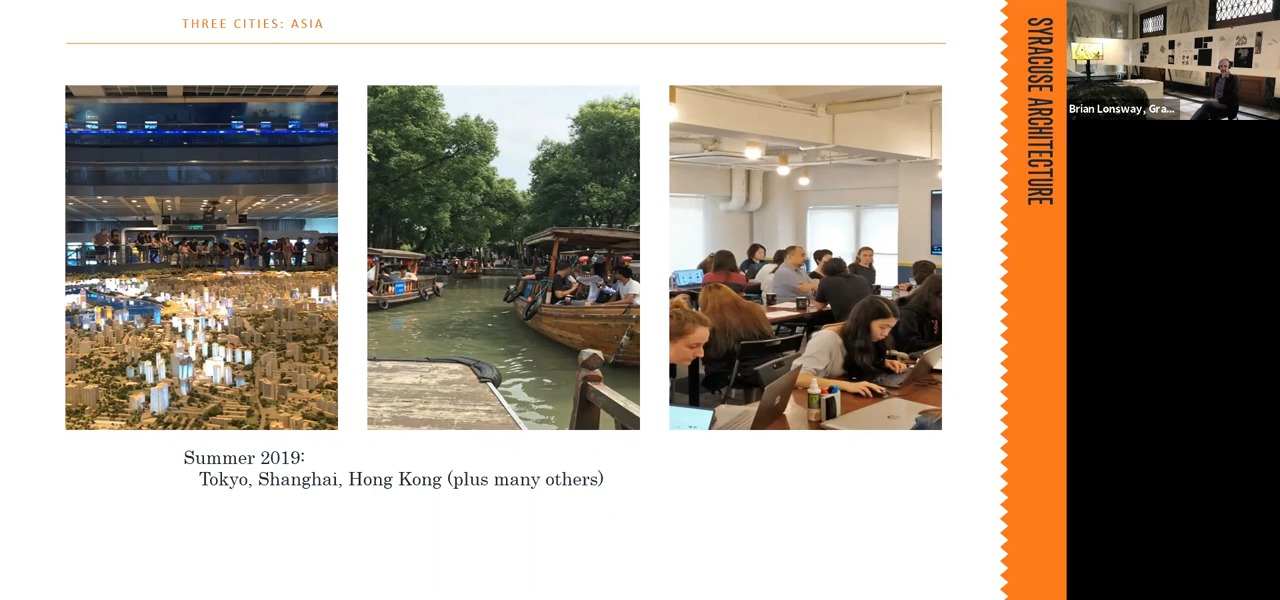 THREE CITIES: ASIA
Summer 2019:
Tokyo, Shanghai, Hong Kong (plus many others)
SYRACUSE ARCHITECTURE
Brian Lonsway, Gra...